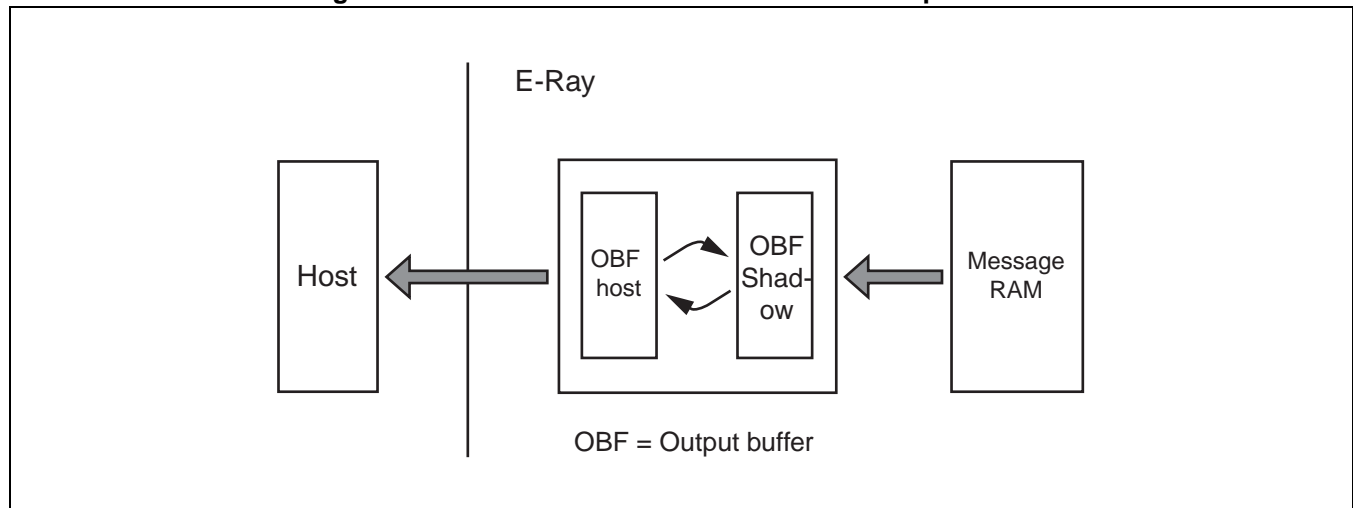 E-Ray
Host
OBF
host
OBF
Shad-
ow
Message
RAM
OBF = Output buffer